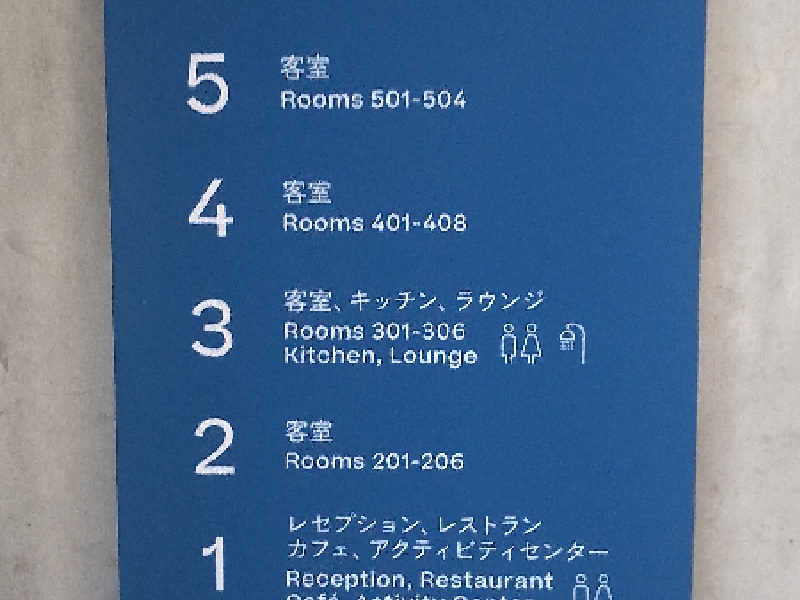 5
客室
Rooms 501-504
4
客室
Rooms 401-408
3
客室、キッチン、ラウンジ
Rooms 301-306
Kitchen, Lounge
2
客室
Rooms 201-206
1
レセプション、レストラン
カフェ、アクティビティセンター
Reception, Restaurant
Café, Activity Center